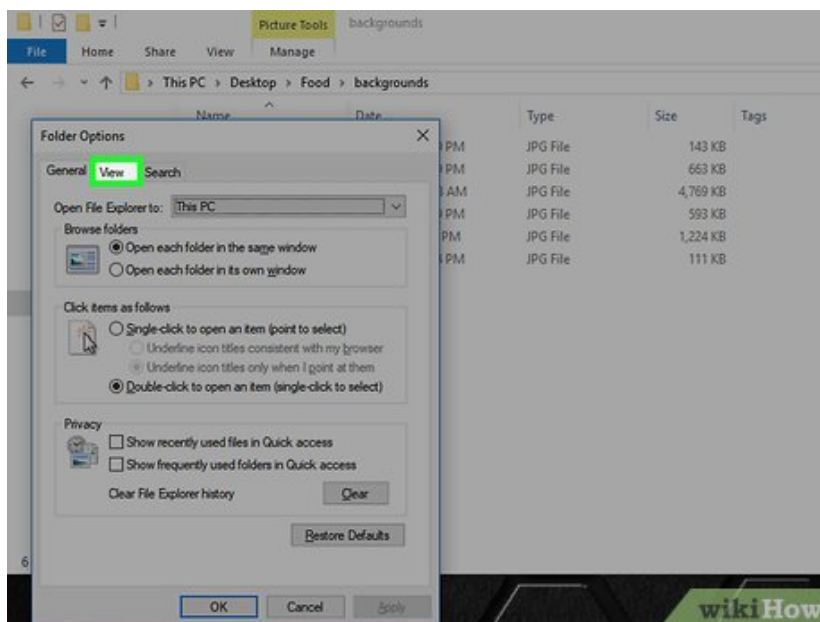 Picture Tools backgrounds
File Home Share View Manage
This PC > Desktop > Food > backgrounds
Name Date Type Size Tags
Folder Options
PM JPG File 143 KB
General View Search
PM JPG File 663 KB
AM JPG File 4,769 KB
Open File Explorer to: This PC
PM JPG File 593 KB
Browse folders
PM JPG File 1,224 KB
Open each folder in the same window
PM JPG File 111 KB
Open each folder in its own window
Click items as follows
Single-click to open an item (point to select)
Underline icon titles consistent with my browser
Underline icon titles only when I point at them
Double-click to open an item (single-click to select)
Privacy
Show recently used files in Quick access
Show frequently used folders in Quick access
Clear File Explorer history Clear
Restore Defaults
6
OK Cancel Apply
wikiHow